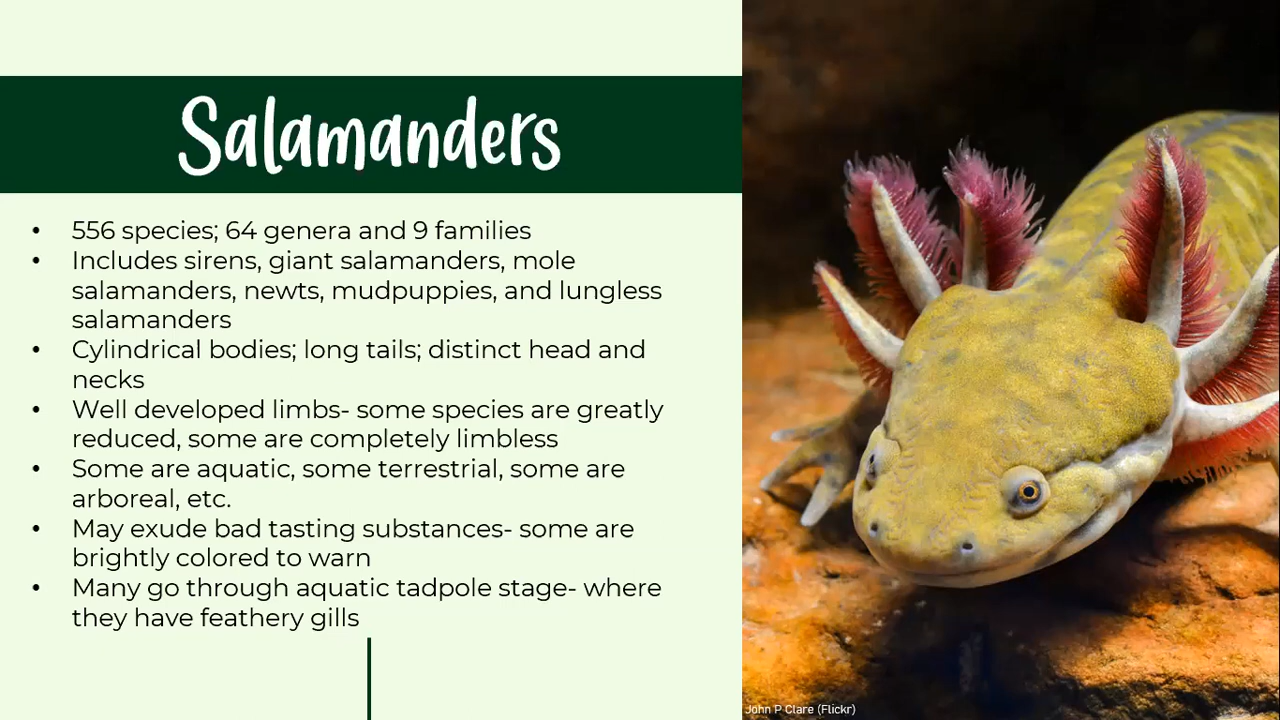 Salamanders
• 556 species; 64 genera and 9 families
• Includes sirens, giant salamanders, mole
salamanders, newts, mudpuppies, and lungless
salamanders
• Cylindrical bodies; long tails; distinct head and
necks
• Well developed limbs- some species are greatly
reduced, some are completely limbless
• Some are aquatic, some terrestrial, some are
arboreal, etc.
• May exude bad tasting substances- some are
brightly colored to warn
• Many go through aquatic tadpole stage- where
they have feathery gills
John P Clare (Flickr)